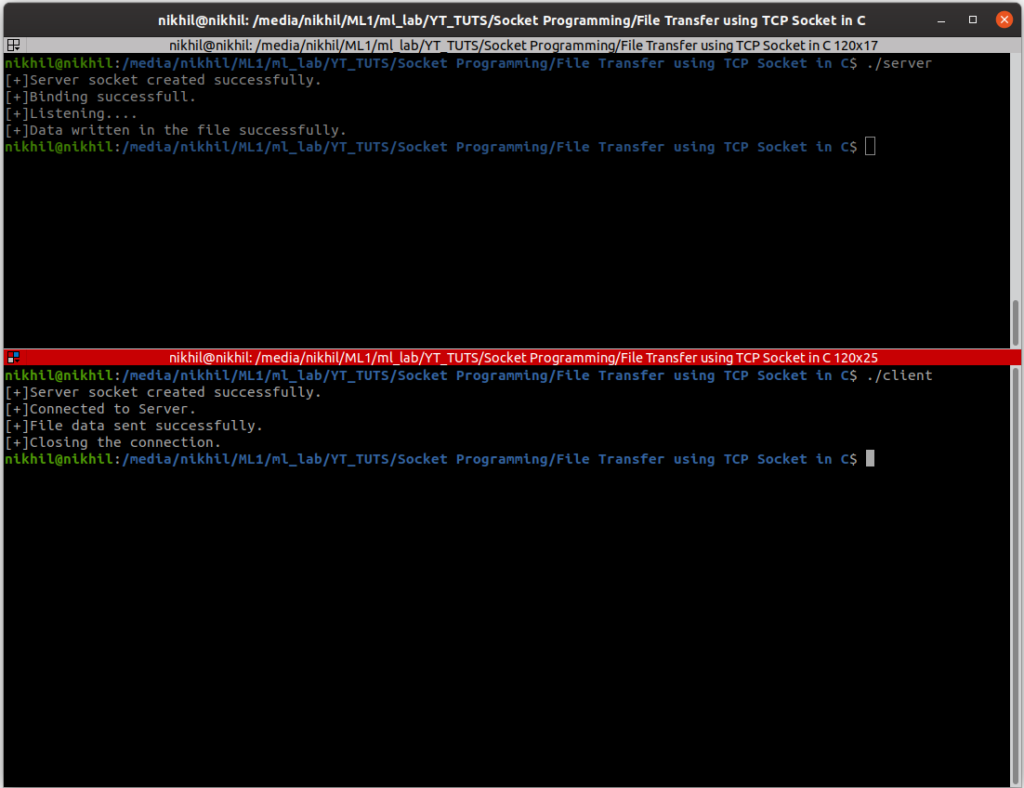 nikhil@nikhil: /media/nikhil/ML1/ml_lab/YT_TUTS/Socket Programming/File Transfer using TCP Socket in C
nikhil@nikhil: /media/nikhil/ML1/ml_lab/YT_TUTS/Socket Programming/File Transfer using TCP Socket in C 120x17
nikhil@nikhil:/media/nikhil/ML1/ml_lab/YT_TUTS/Socket Programming/File Transfer using TCP Socket in C$ ./server
[+]Server socket created successfully.
[+]Binding successfull.
[+]Listening....
[+]Data written in the file successfully.
nikhil@nikhil:/media/nikhil/ML1/ml_lab/YT_TUTS/Socket Programming/File Transfer using TCP Socket in C$
nikhil@nikhil: /media/nikhil/ML1/ml_lab/YT_TUTS/Socket Programming/File Transfer using TCP Socket in C 120x25
nikhil@nikhil:/media/nikhil/ML1/ml_lab/YT_TUTS/Socket Programming/File Transfer using TCP Socket in C$ ./client
[+]Server socket created successfully.
[+]Connected to Server.
[+]File data sent successfully.
[+]Closing the connection.
nikhil@nikhil:/media/nikhil/ML1/ml_lab/YT_TUTS/Socket Programming/File Transfer using TCP Socket in C$